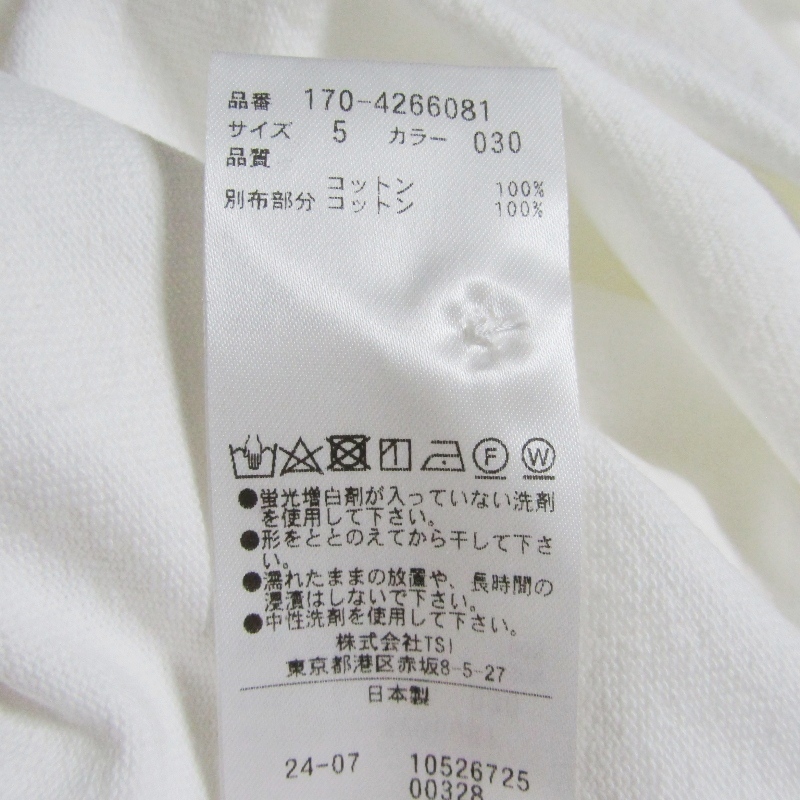 品番 170-4266081
サイズ 5 カラー 030
品質
コットン 100%
別布部分 コットン 100%
F W
●蛍光増白剤が入っていない洗剤
を使用して下さい。
●形をととのえてから干して下さ
い。
●濡れたままの放置や、長時間の
浸漬はしないで下さい。
●中性洗剤を使用して下さい。
株式会社TSI
東京都港区赤坂8-5-27
日本製
24-07 10526725
00328